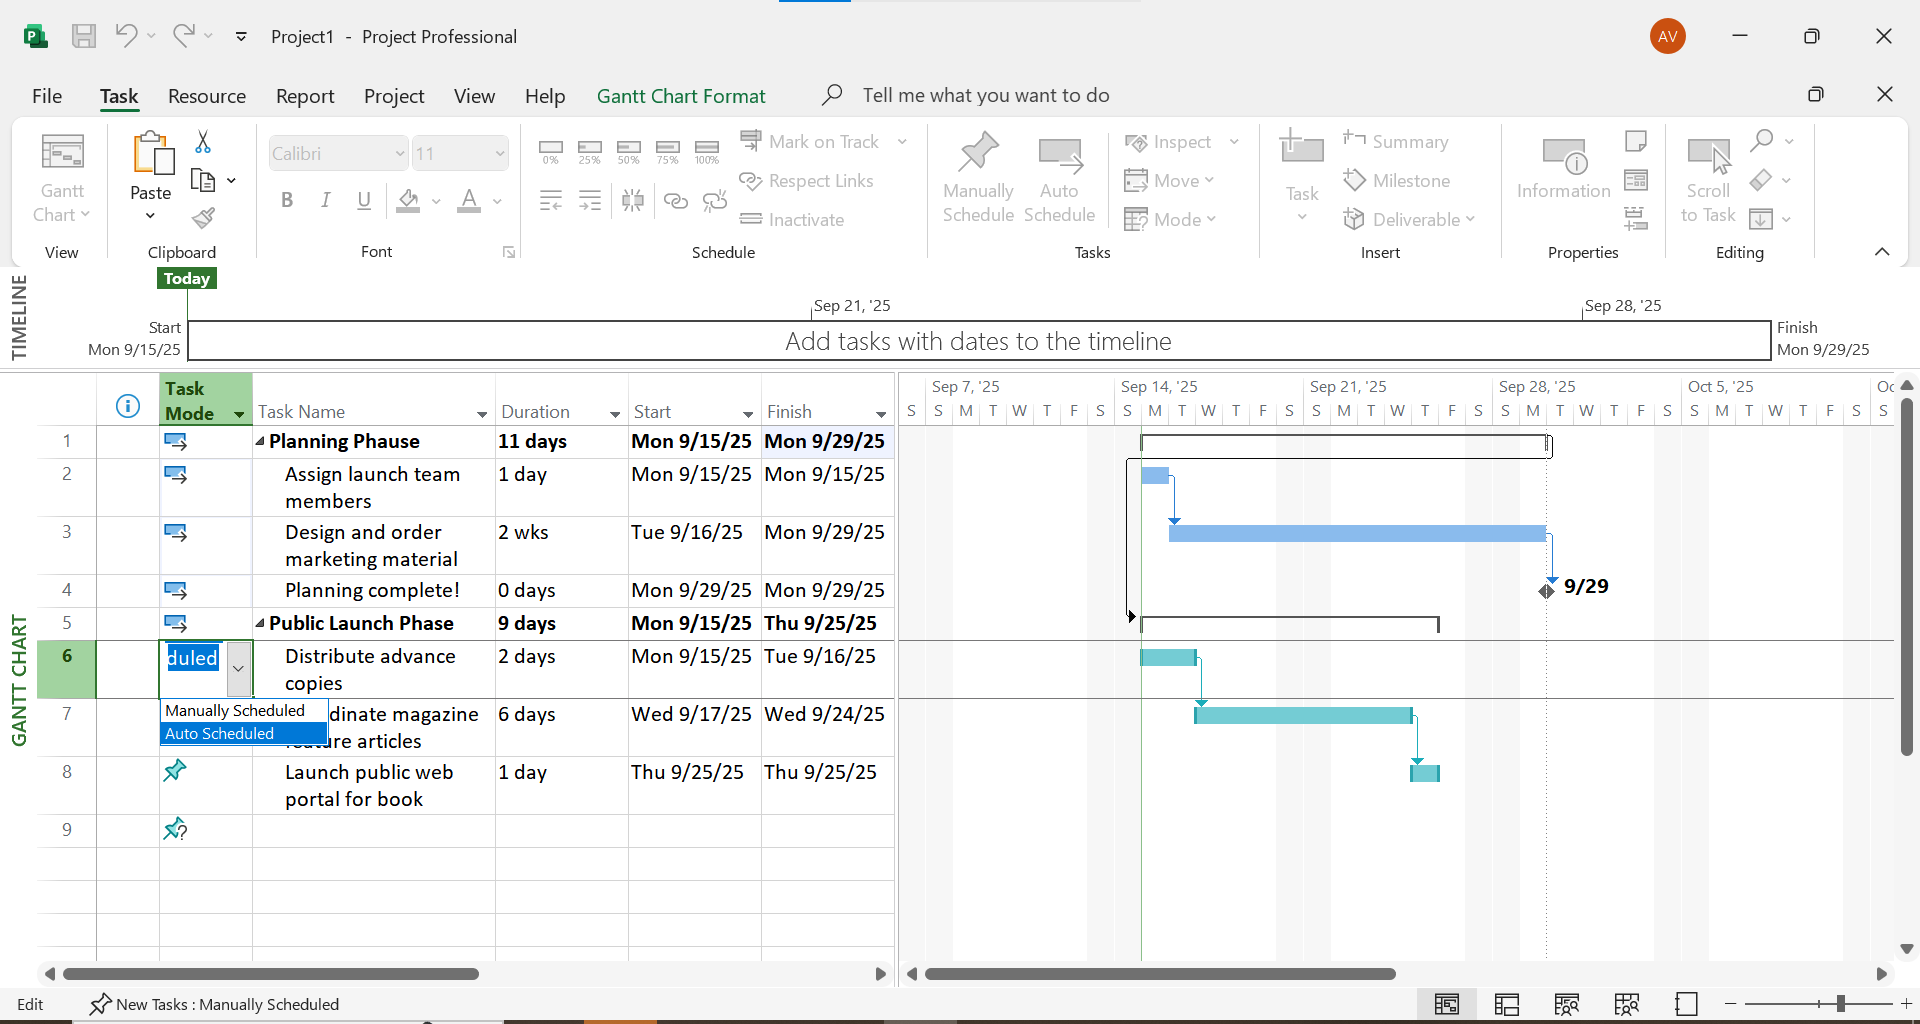 Project1 - Project Professional
AV
File Task Resource Report Project View Help Gantt Chart Format Tell me what you want to do
Gantt
Chart
View
Paste
Clipboard
Calibri 11
B I U A
Font
0% 25% 50% 75% 100%
Mark on Track
Respect Links
Inactivate
Schedule
Manually
Schedule
Auto
Schedule
Inspect
Move
Mode
Tasks
Task
Summary
Milestone
Deliverable
Insert
Information
Properties
Scroll
to Task
Editing
TIMELINE
Today
Sep 21, '25 Sep 28, '25
Start
Mon 9/15/25
Add tasks with dates to the timeline
Finish
Mon 9/29/25
GANTT CHART
Task
Mode Task Name Duration Start Finish
Sep 7, '25 Sep 14, '25 Sep 21, '25 Sep 28, '25 Oct 5, '25 Oc
S S M T W T F S S M T W T F S S M T W T F S S M T W T F S S M T W T F S S
1 Planning Phause 11 days Mon 9/15/25 Mon 9/29/25
2 Assign launch team 1 day Mon 9/15/25 Mon 9/15/25
members
3 Design and order 2 wks Tue 9/16/25 Mon 9/29/25
marketing material
4 Planning complete! 0 days Mon 9/29/25 Mon 9/29/25
9/29
5 Public Launch Phase 9 days Mon 9/15/25 Thu 9/25/25
6 duled Distribute advance 2 days Mon 9/15/25 Tue 9/16/25
copies
Manually Scheduled
Auto Scheduled
7 dinate magazine 6 days Wed 9/17/25 Wed 9/24/25
re articles
8 Launch public web 1 day Thu 9/25/25 Thu 9/25/25
portal for book
9
Edit New Tasks : Manually Scheduled